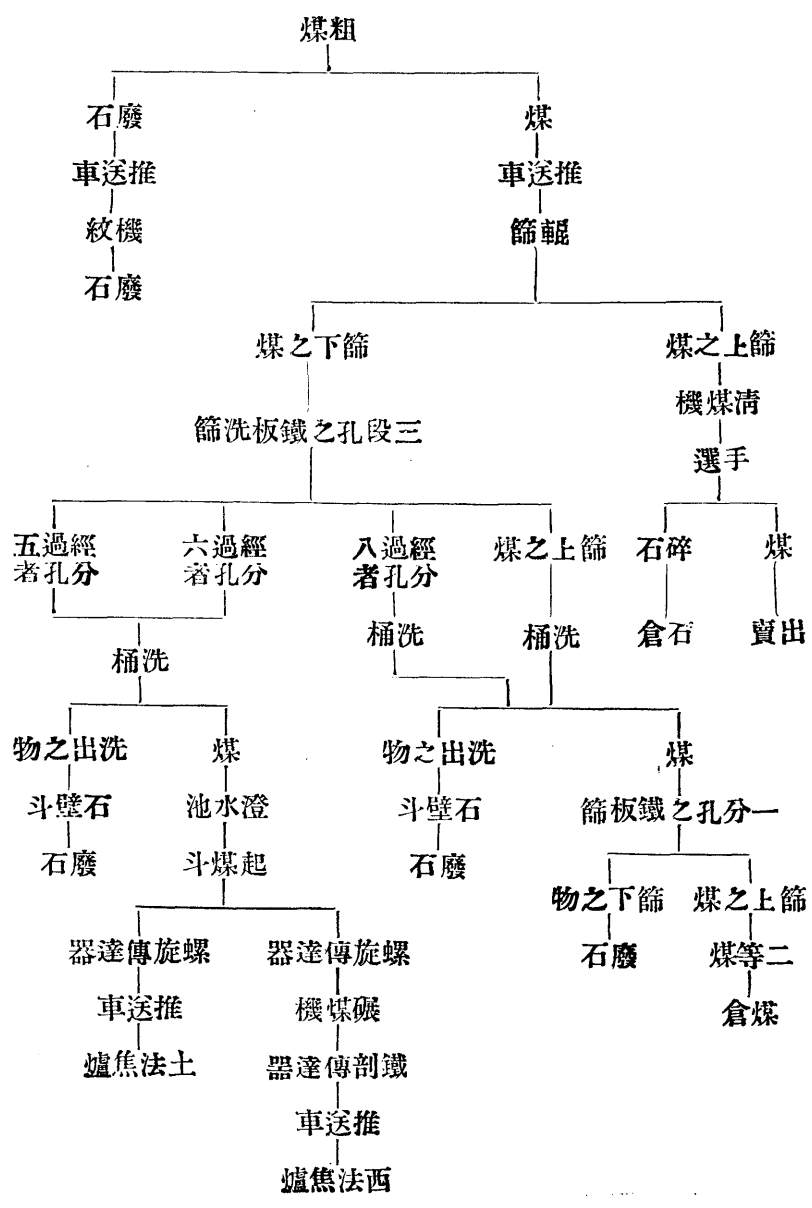 粗煤
煤
廢石
推送車
推送車
輥篩
機紋
廢石
篩上之煤
篩下之煤
清煤機
三段孔之鐵板洗篩
手選
煤
碎石
篩上之煤
經過八
分孔者
經過六
分孔者
經過五
分孔者
出賣
石倉
洗桶
洗桶
洗桶
煤
洗出之物
煤
洗出之物
一分孔之鐵板篩
石壁斗
澄水池
石壁斗
廢石
起煤斗
廢石
篩上之煤
篩下之物
二等煤
廢石
煤倉
螺旋傳達器
螺旋傳達器
碾煤機
推送車
鐵剖傳達器
土法焦爐
推送車
西法焦爐